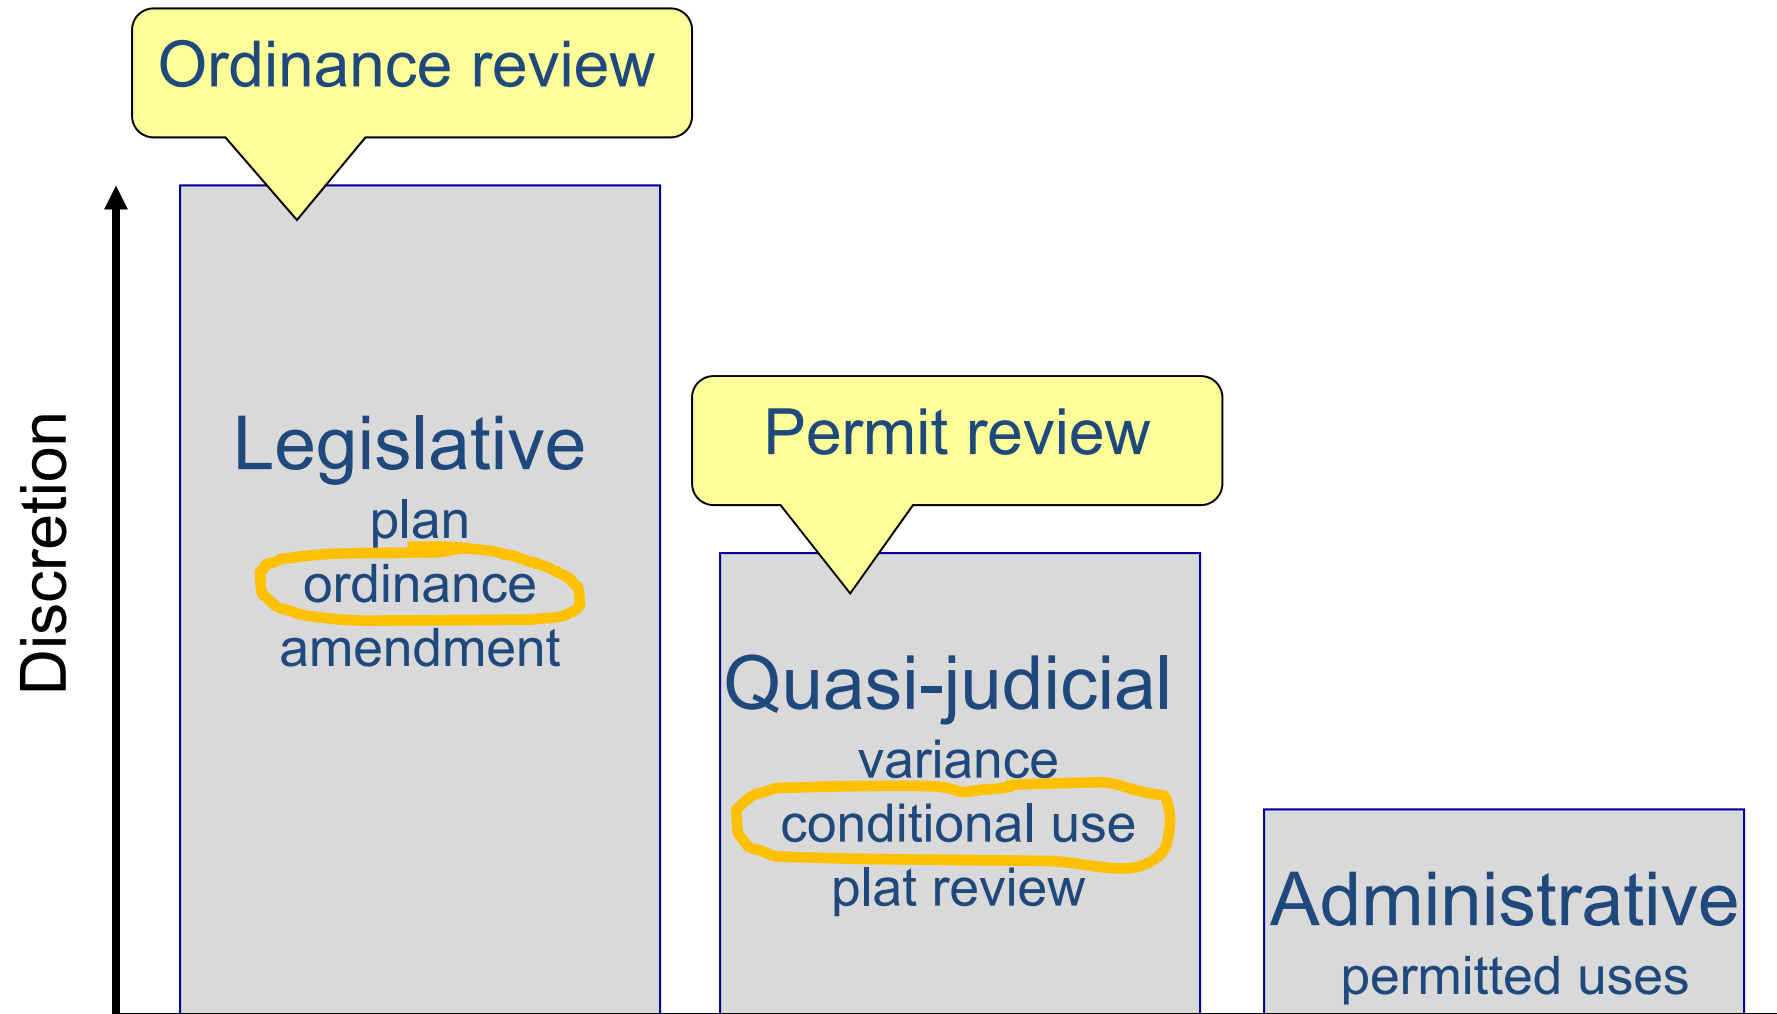 Ordinance review
Discretion
Legislative
plan
ordinance
amendment
Permit review
Quasi-judicial
variance
conditional use
plat review
Administrative
permitted uses